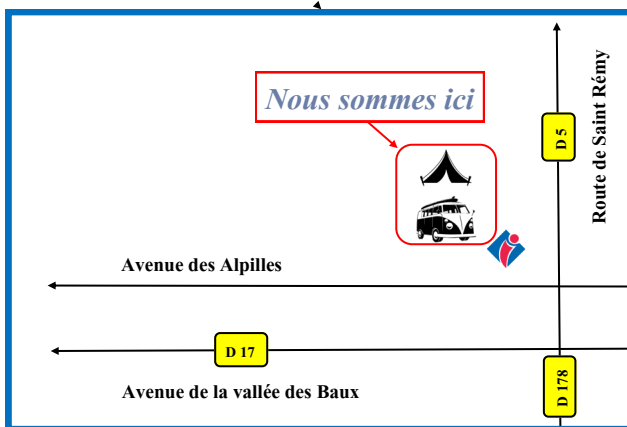 Nous sommes ici
D 5
Route de Saint Rémy
Avenue des Alpilles
D 17
Avenue de la vallée des Baux
D 178